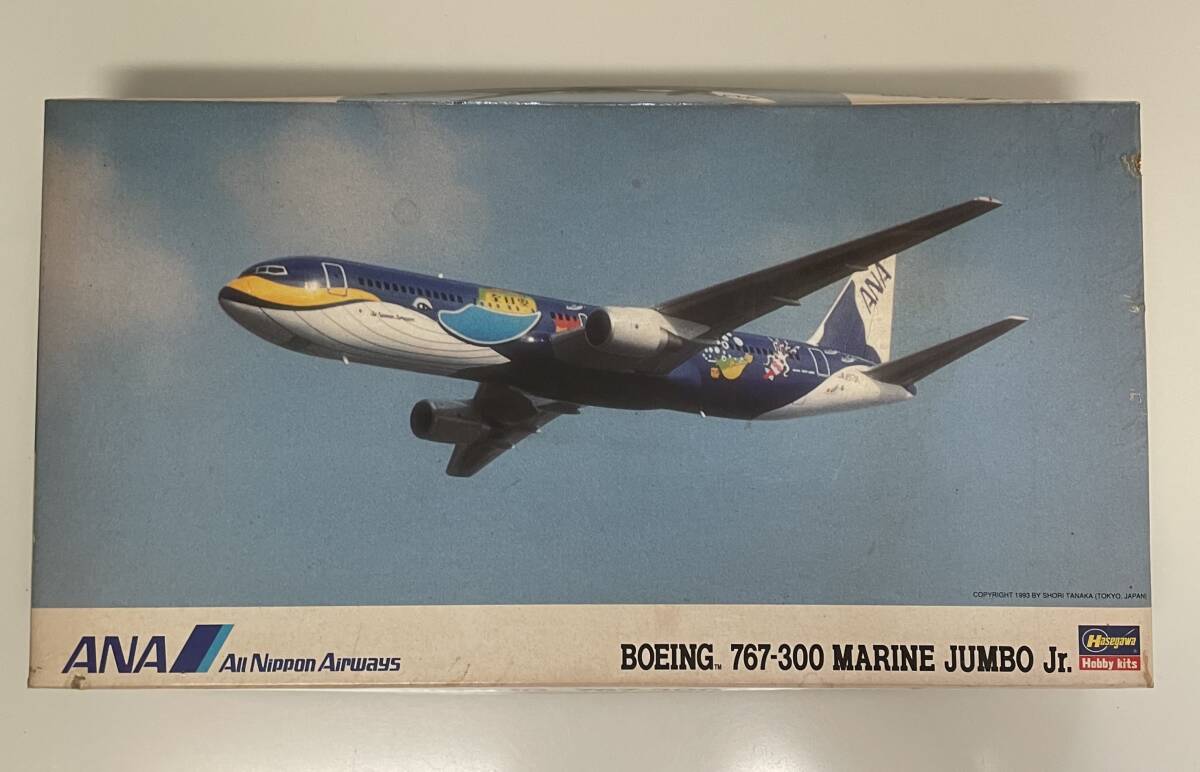 ANA
COPYRIGHT 1993 BY SHORI TANAKA (TOKYO, JAPAN)
ANA All Nippon Airways
BOEING™ 767-300 MARINE JUMBO Jr.
Hasegawa
Hobby kits